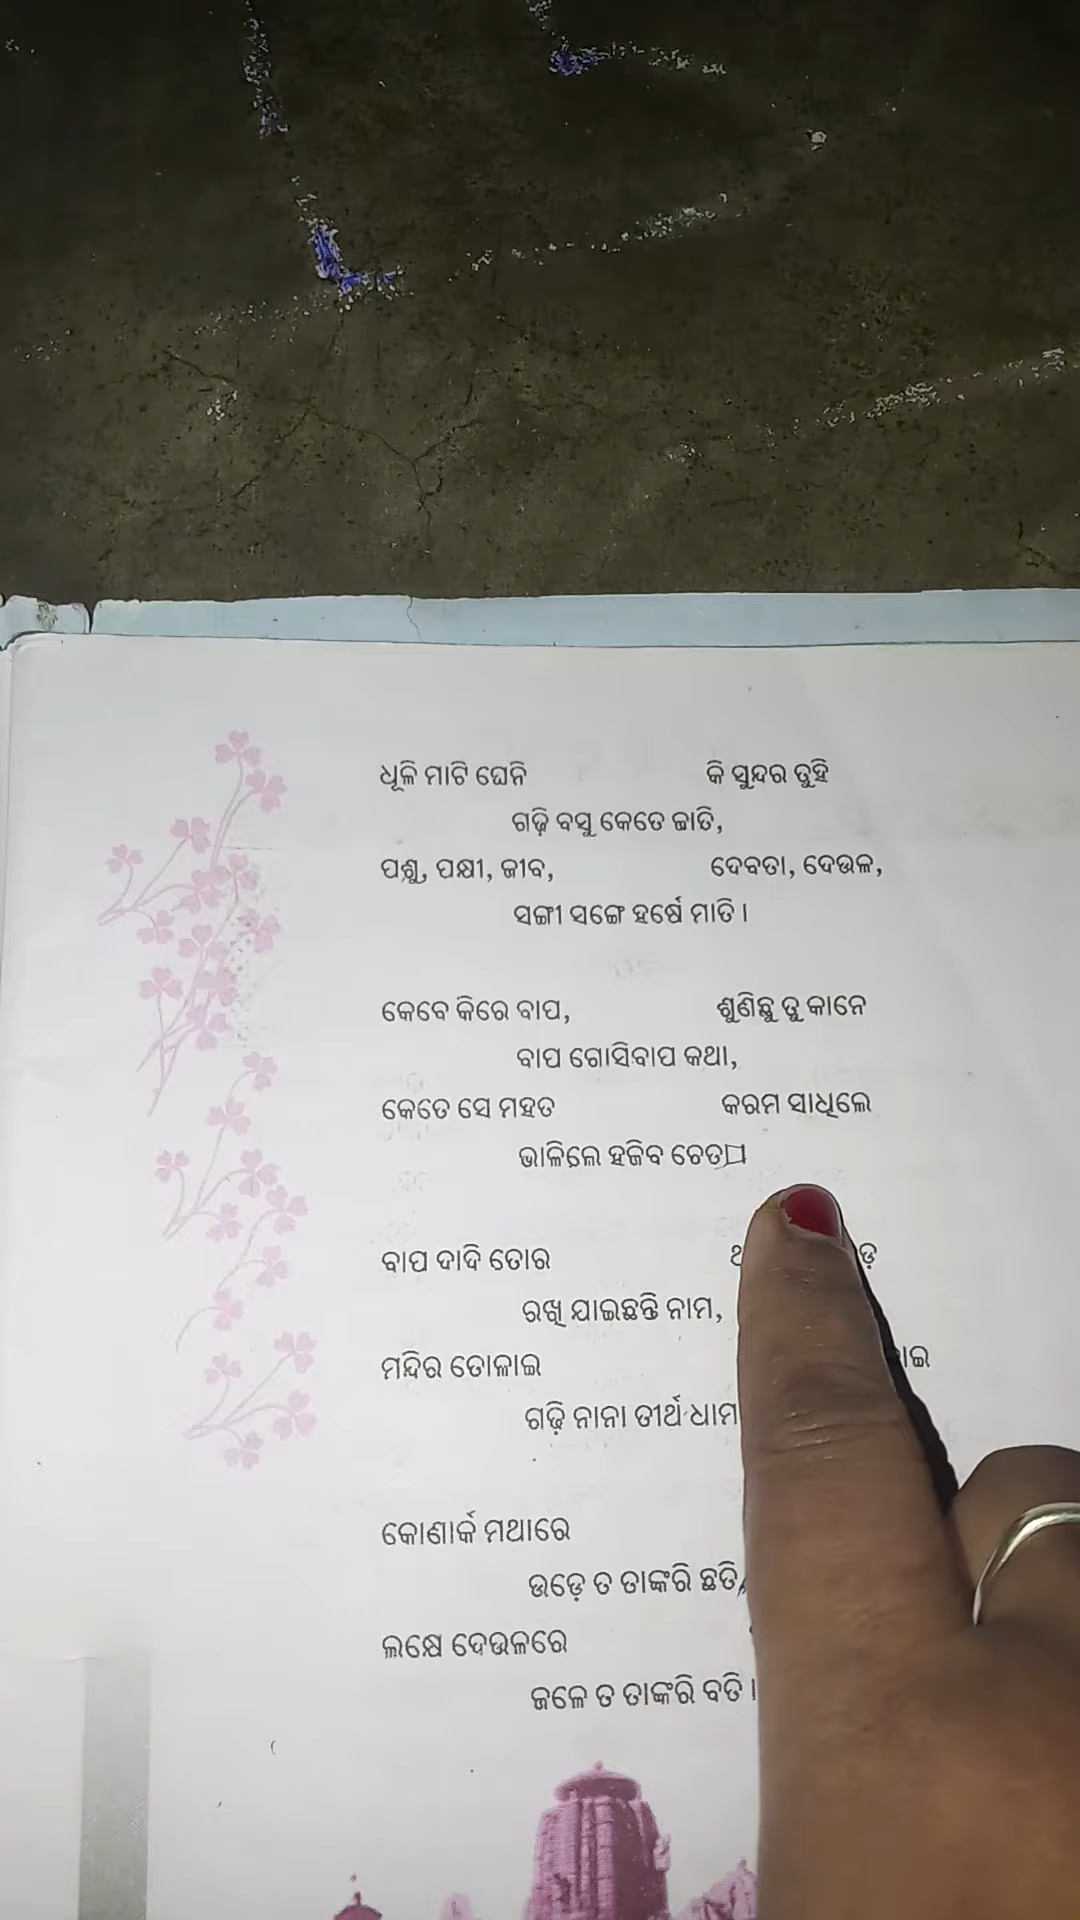 ଧୂଳି ମାଟି ଘେନି କି ସୁନ୍ଦର ତୁହି
ଗଢ଼ି ବସୁ କେତେ ଜାତି,
ପଶୁ, ପକ୍ଷୀ, ଜୀବ, ଦେବତା, ଦେଉଳ,
ସଙ୍ଗୀ ସଙ୍ଗେ ହର୍ଷେ ମାତି ।
କେବେ କିରେ ବାପ, ଶୁଣିଛୁ ତୁ କାନେ
ବାପ ଗୋସିବାପ କଥା,
କେତେ ସେ ମହତ କରମ ସାଧିଲେ
ଭାଳିଲେ ହଜିବ
ବାପ ଦାଦି ତୋର
ରଖି ଯାଇଛନ୍ତି ନାମ,
ମନ୍ଦିର ତୋଳାଇ
ଗଢ଼ି ନାନା ତୀର୍ଥ ଧାମ
କୋଣାର୍କ ମଥାରେ
ଉଡ଼େ ତ ତାଙ୍କରି ଛତି,
ଲକ୍ଷେ ଦେଉଳରେ
ଜଳେ ତ ତାଙ୍କରି ବତି ।